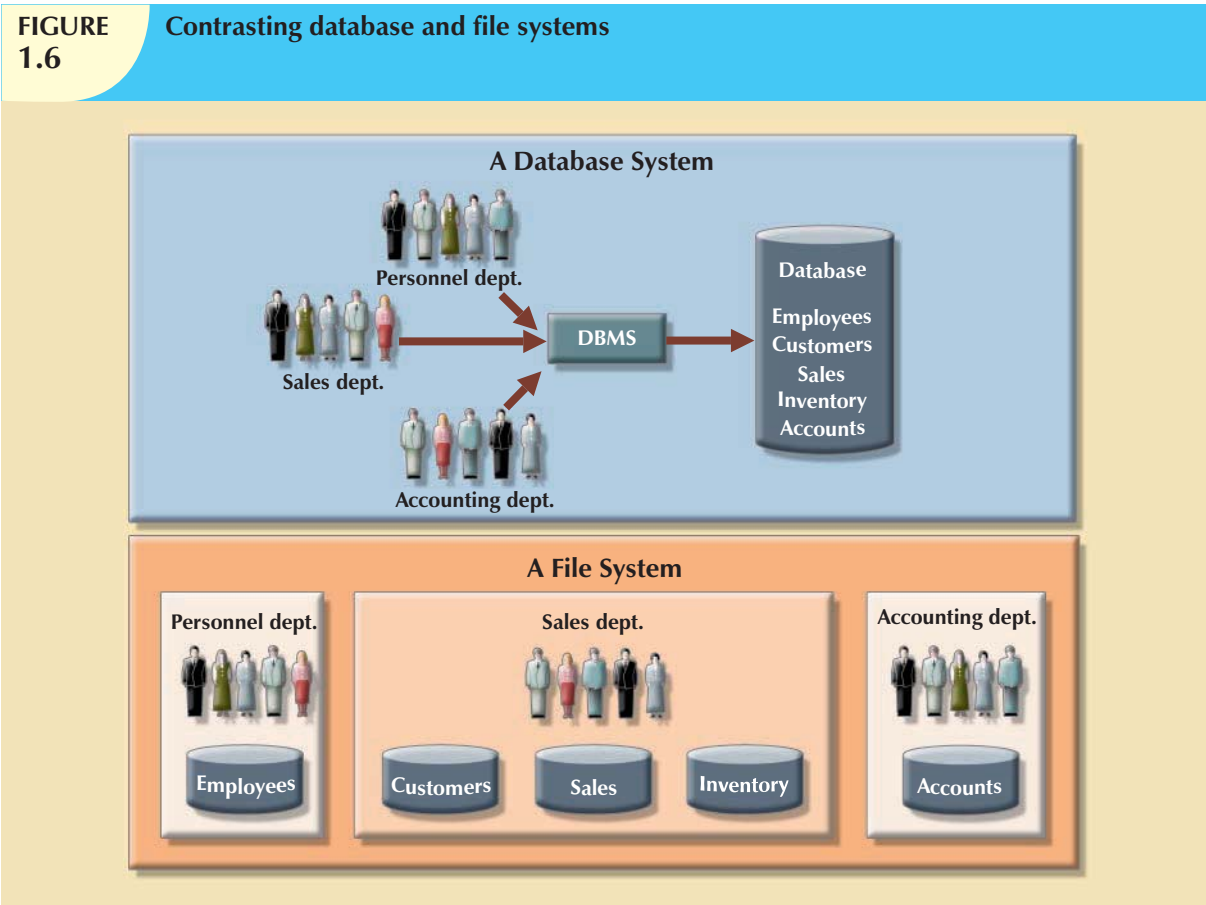 FIGURE
1.6
Contrasting database and file systems
A Database System
Personnel dept.
Sales dept.
Accounting dept.
DBMS
Database
Employees
Customers
Sales
Inventory
Accounts
A File System
Personnel dept.
Employees
Sales dept.
Customers
Sales
Inventory
Accounting dept.
Accounts